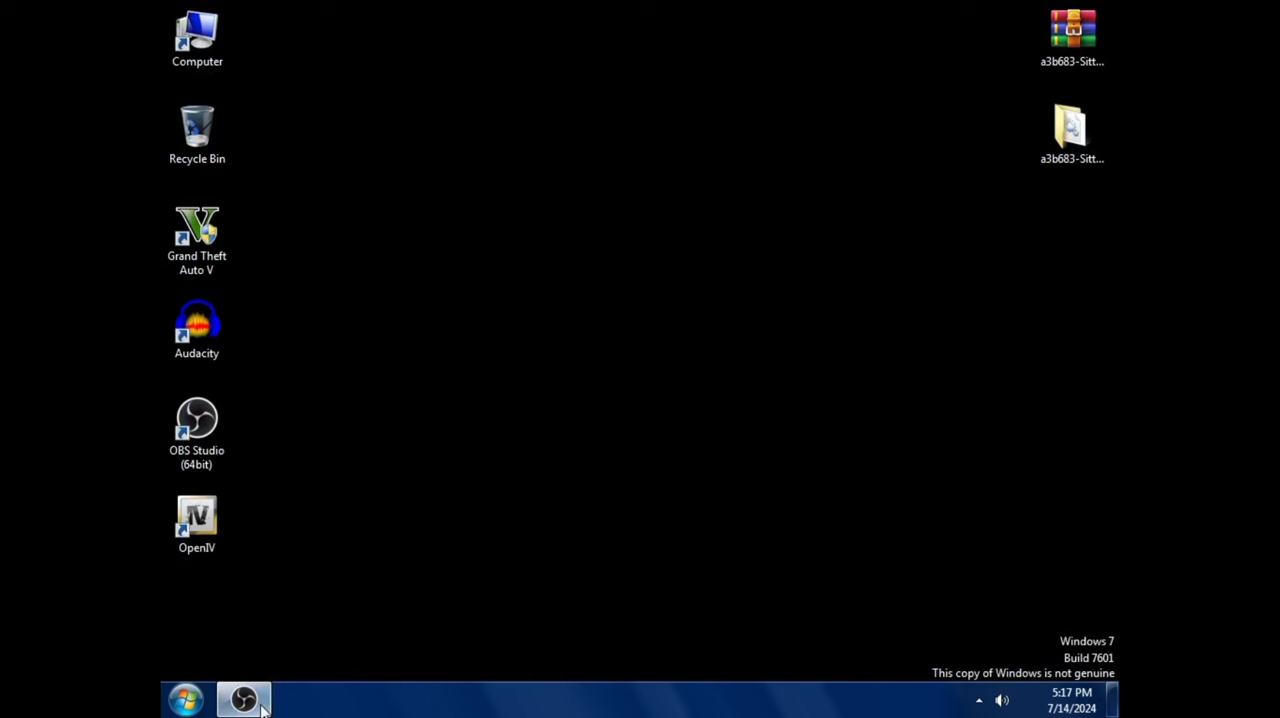 Computer
Recycle Bin
Grand Theft
Auto V
Audacity
OBS Studio
(64bit)
OpenIV
a3b683-Sitt...
a3b683-Sitt...
Windows 7
Build 7601
This copy of Windows is not genuine
5:17 PM
7/14/2024